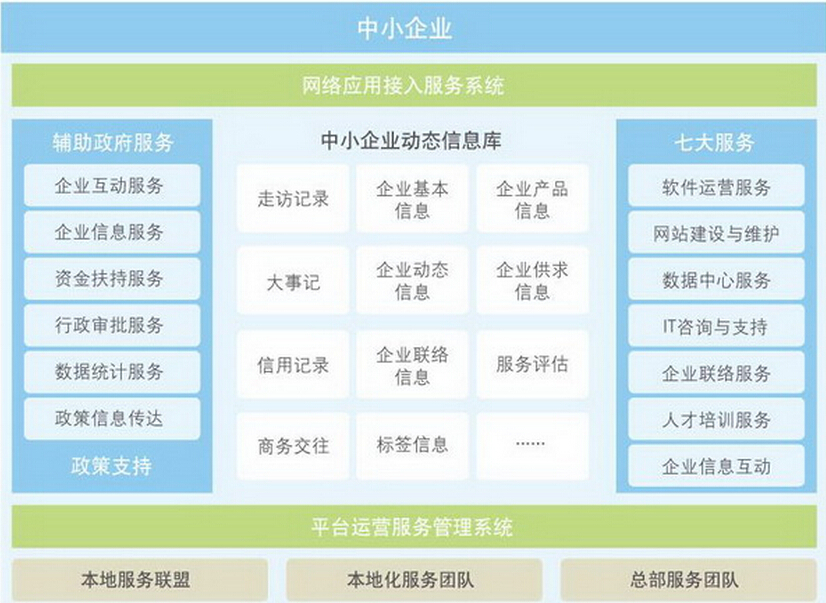 中小企业
网络应用接入服务系统
辅助政府服务
企业互动服务
企业信息服务
资金扶持服务
行政审批服务
数据统计服务
政策信息传达
政策支持
中小企业动态信息库
走访记录
企业基本
信息
企业产品
信息
大事记
企业动态
信息
企业供求
信息
信用记录
企业联络
信息
服务评估
商务交往
标签信息
······
七大服务
软件运营服务
网站建设与维护
数据中心服务
IT咨询与支持
企业联络服务
人才培训服务
企业信息互动
平台运营服务管理系统
本地服务联盟
本地化服务团队
总部服务团队